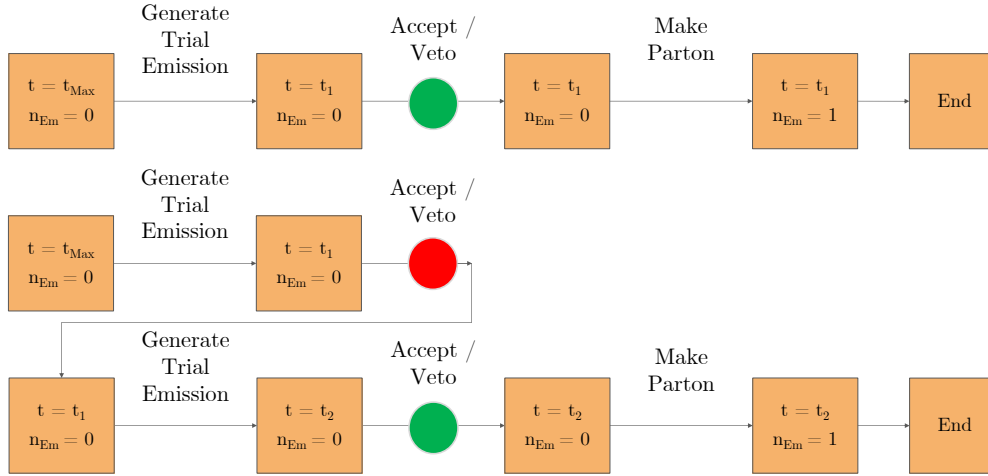 Generate
Trial
Emission
Accept /
Veto
Make
Parton
t = t_Max
n_Em = 0
t = t_1
n_Em = 0
t = t_1
n_Em = 0
t = t_1
n_Em = 1
End
Generate
Trial
Emission
Accept /
Veto
t = t_Max
n_Em = 0
t = t_1
n_Em = 0
Generate
Trial
Emission
Accept /
Veto
Make
Parton
t = t_1
n_Em = 0
t = t_2
n_Em = 0
t = t_2
n_Em = 0
t = t_2
n_Em = 1
End